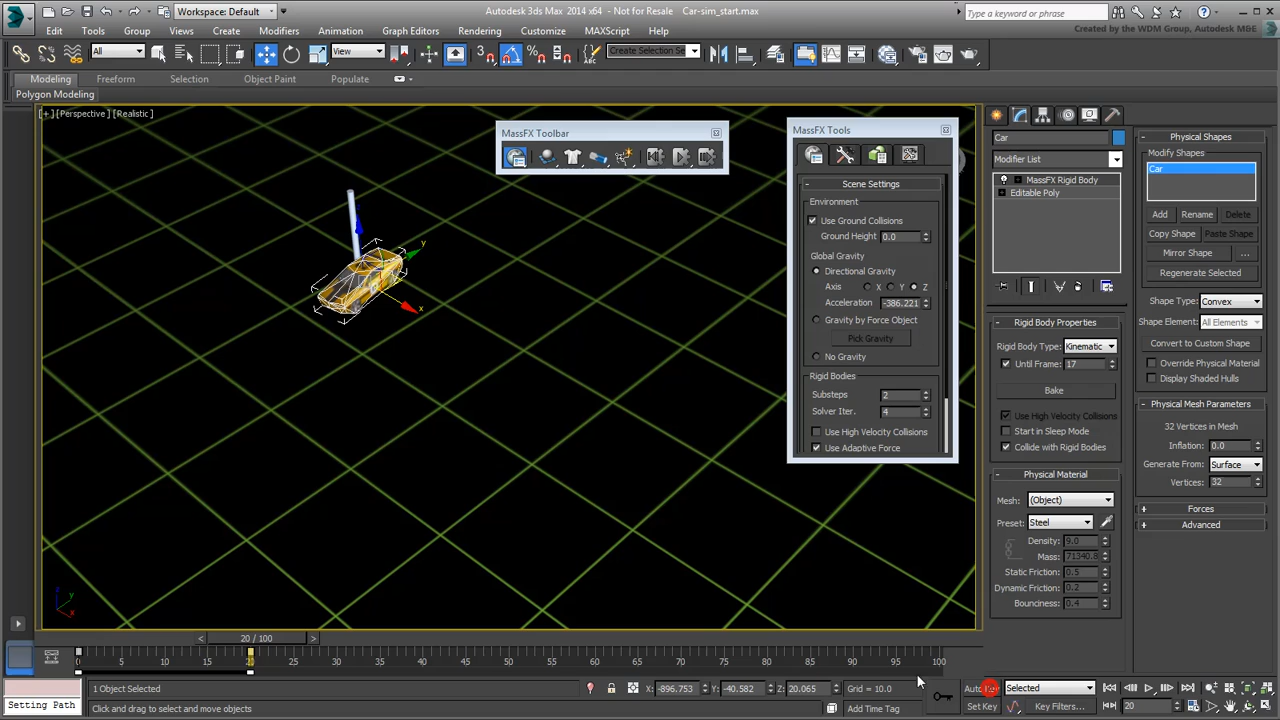 Workspace: Default
Autodesk 3ds Max 2014 x64 - Not for Resale Car-sim_start.max
Type a keyword or phrase
Created by the WDM Group, Autodesk MGE
Edit Tools Group Views Create Modifiers Animation Graph Editors Rendering Customize MAXScript Help
All View Create Selection Se
Modeling Freeform Selection Object Paint Populate
Polygon Modeling
[+] [Perspective] [Realistic]
MassFX Toolbar
MassFX Tools
Scene Settings
Environment
Use Ground Collisions
Ground Height 0.0
Global Gravity
Directional Gravity
Axis X Y Z
Acceleration -386.221
Gravity by Force Object
Pick Gravity
No Gravity
Rigid Bodies
Substeps 2
Solver Iter. 4
Use High Velocity Collisions
Use Adaptive Force
Car
Modifier List
MassFX Rigid Body
Editable Poly
Rigid Body Properties
Rigid Body Type: Kinematic
Until Frame: 17
Bake
Use High Velocity Collisions
Start in Sleep Mode
Collide with Rigid Bodies
Physical Material
Mesh: (Object)
Preset: Steel
Density: 9.0
Mass: 71340.8
Static Friction: 0.5
Dynamic Friction: 0.2
Bounciness: 0.4
Physical Shapes
Modify Shapes
Car
Add Rename Delete
Copy Shape Paste Shape
Mirror Shape ...
Regenerate Selected
Shape Type: Convex
Shape Element: All Elements
Convert to Custom Shape
Override Physical Material
Display Shaded Hulls
Physical Mesh Parameters
32 Vertices in Mesh
Inflation: 0.0
Generate From: Surface
Vertices: 32
Forces
Advanced
z y x
y x
< 20 / 100 >
0 5 10 15 20 25 30 35 40 45 50 55 60 65 70 75 80 85 90 95 100
1 Object Selected X: -896.753 Y: -40.582 Z: 20.065 Grid = 10.0 Selected
Setting Path Click and drag to select and move objects Add Time Tag Set Key Key Filters... 20